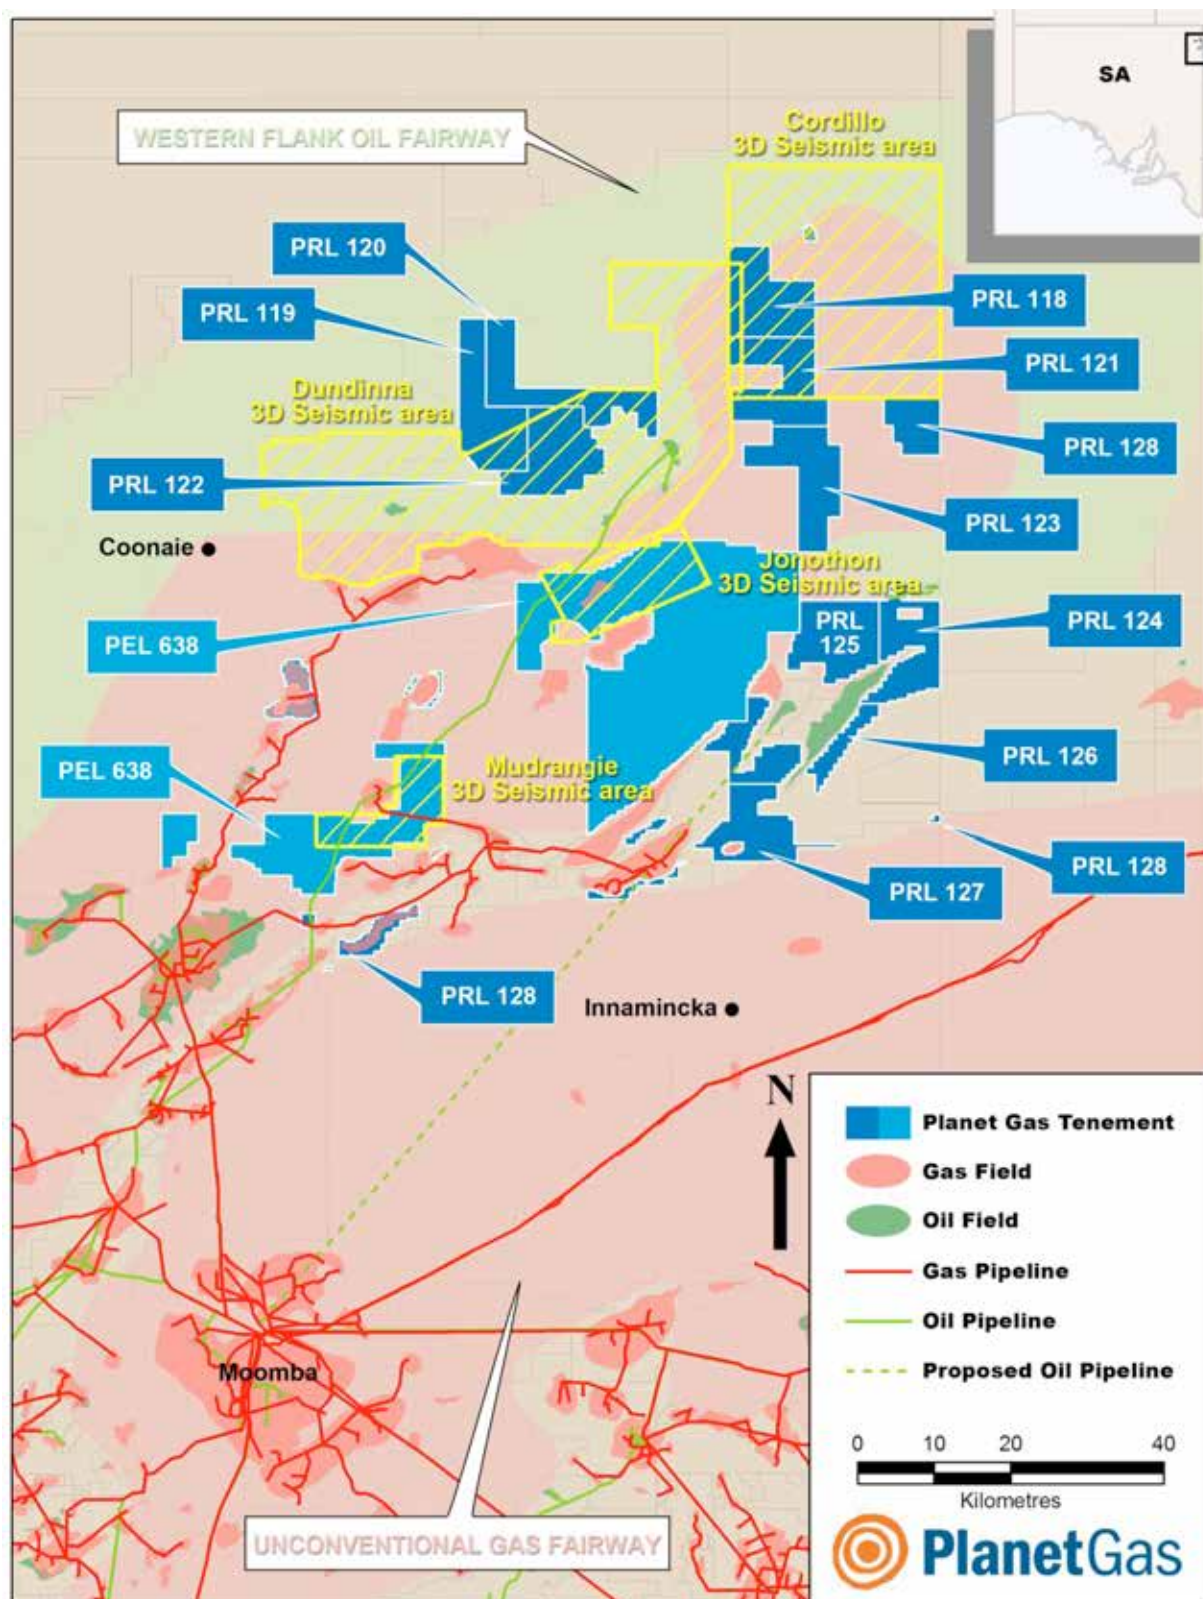 SA
WESTERN FLANK OIL FAIRWAY
Cordillo
3D Seismic area
PRL 120
PRL 119
PRL 118
PRL 121
Dundinna
3D Seismic area
PRL 128
PRL 122
PRL 123
Coonaie
Jonothon
3D Seismic area
PEL 638
PRL
125
PRL 124
PRL 126
PEL 638
Mudrangie
3D Seismic area
PRL 128
PRL 127
PRL 128
Innamincka
N
Planet Gas Tenement
Gas Field
Oil Field
Gas Pipeline
Oil Pipeline
Proposed Oil Pipeline
Moomba
0 10 20 40
Kilometres
UNCONVENTIONAL GAS FAIRWAY
PlanetGas